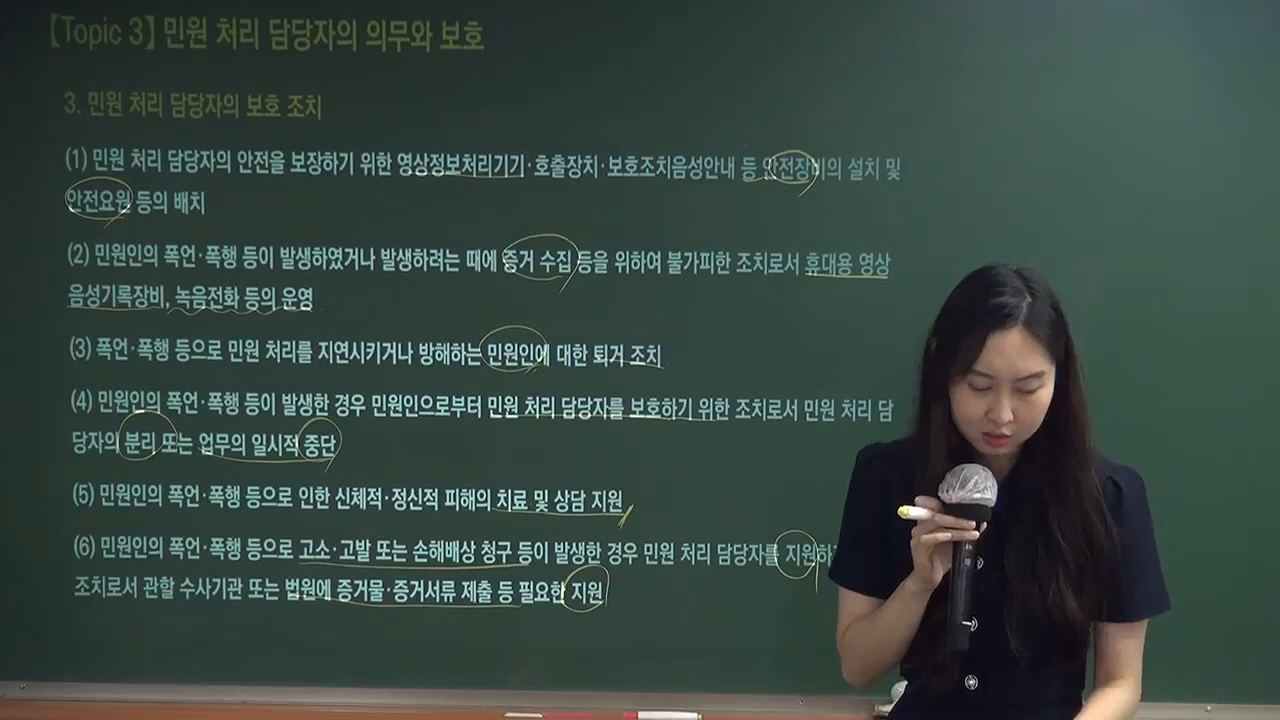 【Topic 3】 민원 처리 담당자의 의무와 보호
3. 민원 처리 담당자의 보호 조치
(1) 민원 처리 담당자의 안전을 보장하기 위한 영상정보처리기기·호출장치·보호조치음성안내 등 안전장비의 설치 및
안전요원 등의 배치
(2) 민원인의 폭언·폭행 등이 발생하였거나 발생하려는 때에 증거 수집 등을 위하여 불가피한 조치로서 휴대용 영상
음성기록장비, 녹음전화 등의 운영
(3) 폭언·폭행 등으로 민원 처리를 지연시키거나 방해하는 민원인에 대한 퇴거 조치
(4) 민원인의 폭언·폭행 등이 발생한 경우 민원인으로부터 민원 처리 담당자를 보호하기 위한 조치로서 민원 처리 담
당자의 분리 또는 업무의 일시적 중단
(5) 민원인의 폭언·폭행 등으로 인한 신체적·정신적 피해의 치료 및 상담 지원
(6) 민원인의 폭언·폭행 등으로 고소·고발 또는 손해배상 청구 등이 발생한 경우 민원 처리 담당자를 지원하
조치로서 관할 수사기관 또는 법원에 증거물·증거서류 제출 등 필요한 지원